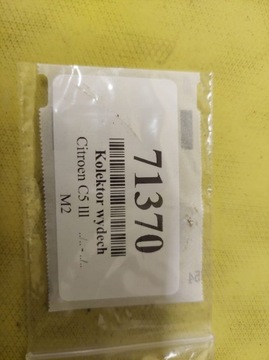 71370
Kolektor wydech
Citroen C5 III ../.. - ../..
M2